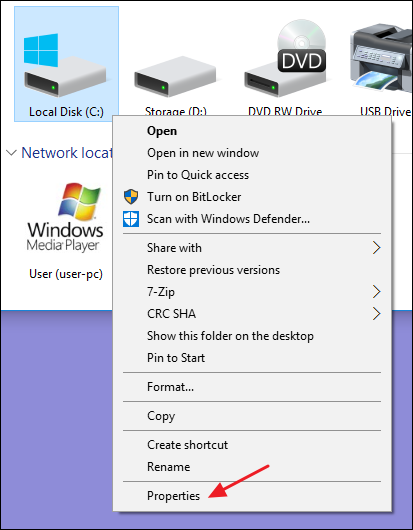 DVD
Local Disk (C:)
Storage (D:)
DVD RW Drive
USB Drive
Network locat
Windows
MediaPlayer
User (user-pc)
Open
Open in new window
Pin to Quick access
Turn on BitLocker
Scan with Windows Defender...
Share with
Restore previous versions
7-Zip
CRC SHA
Show this folder on the desktop
Pin to Start
Format...
Copy
Create shortcut
Rename
Properties